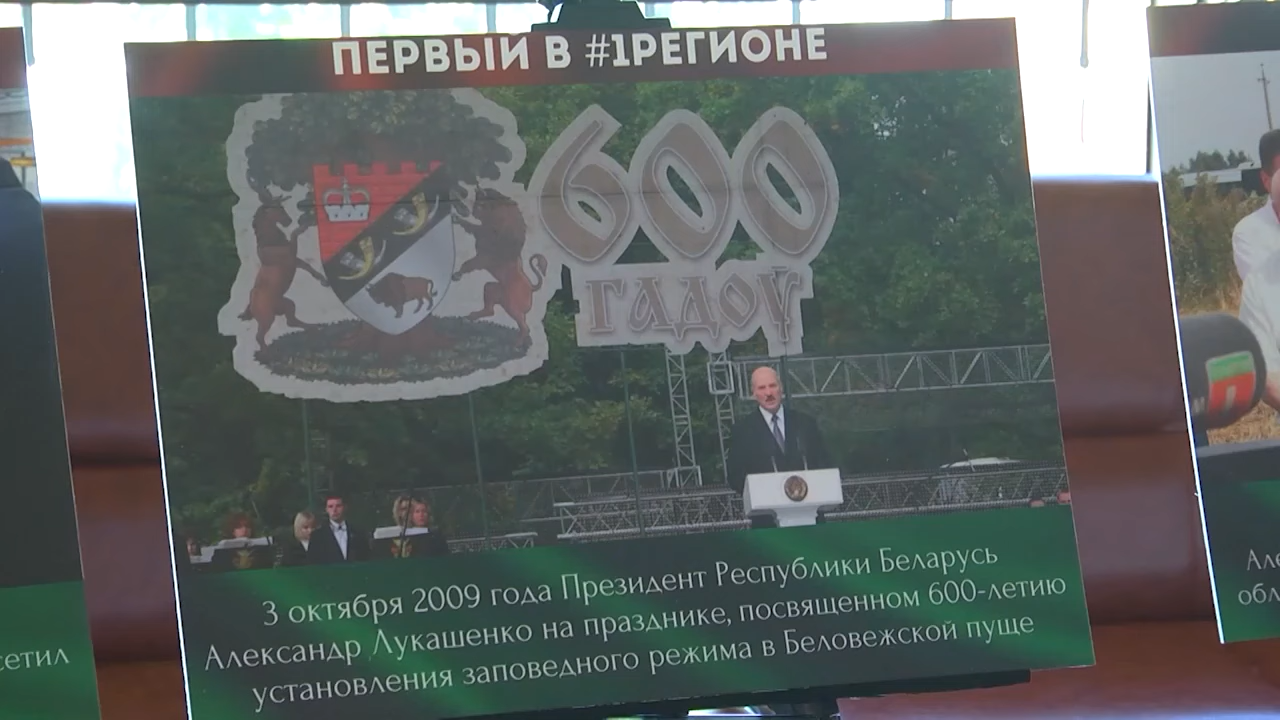 ПЕРВЫЙ В #1РЕГИОНЕ
600
гадоў
3 октября 2009 года Президент Республики Беларусь
Александр Лукашенко на празднике, посвященном 600-летию
установления заповедного режима в Беловежской пуще